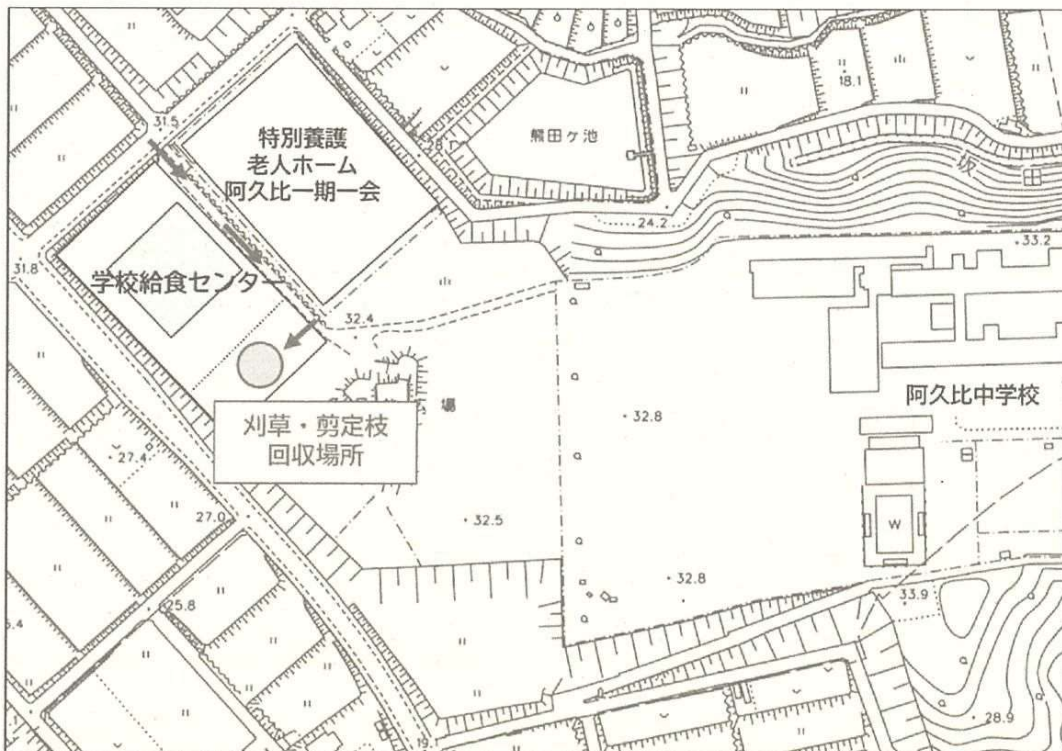 18.1
熊田ケ池
31.5
特別養護
老人ホーム
阿久比一期一会
坂
田
24.2
33.2
31.8
学校給食センター
32.4
阿久比中学校
場
32.8
刈草・剪定枝
回収場所
27.4
27.0
32.5
W
32.8
33.9
25.8
28.9